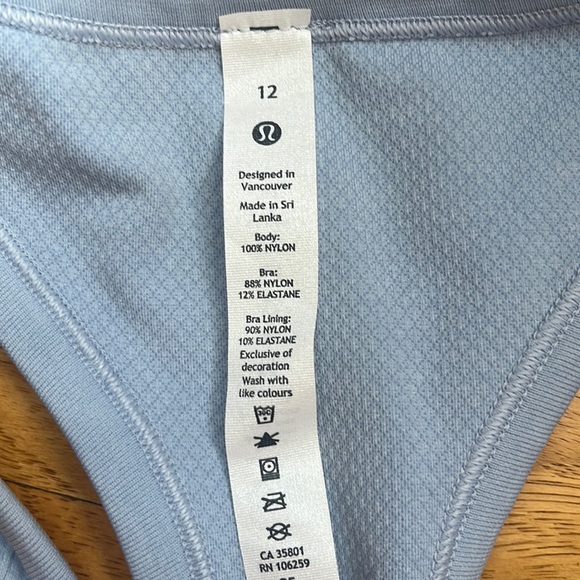 12
Designed in
Vancouver
Made in Sri
Lanka
Body:
100% NYLON
Bra:
88% NYLON
12% ELASTANE
Bra Lining:
90% NYLON
10% ELASTANE
Exclusive of
decoration
Wash with
like colours
CA 35801
RN 106259